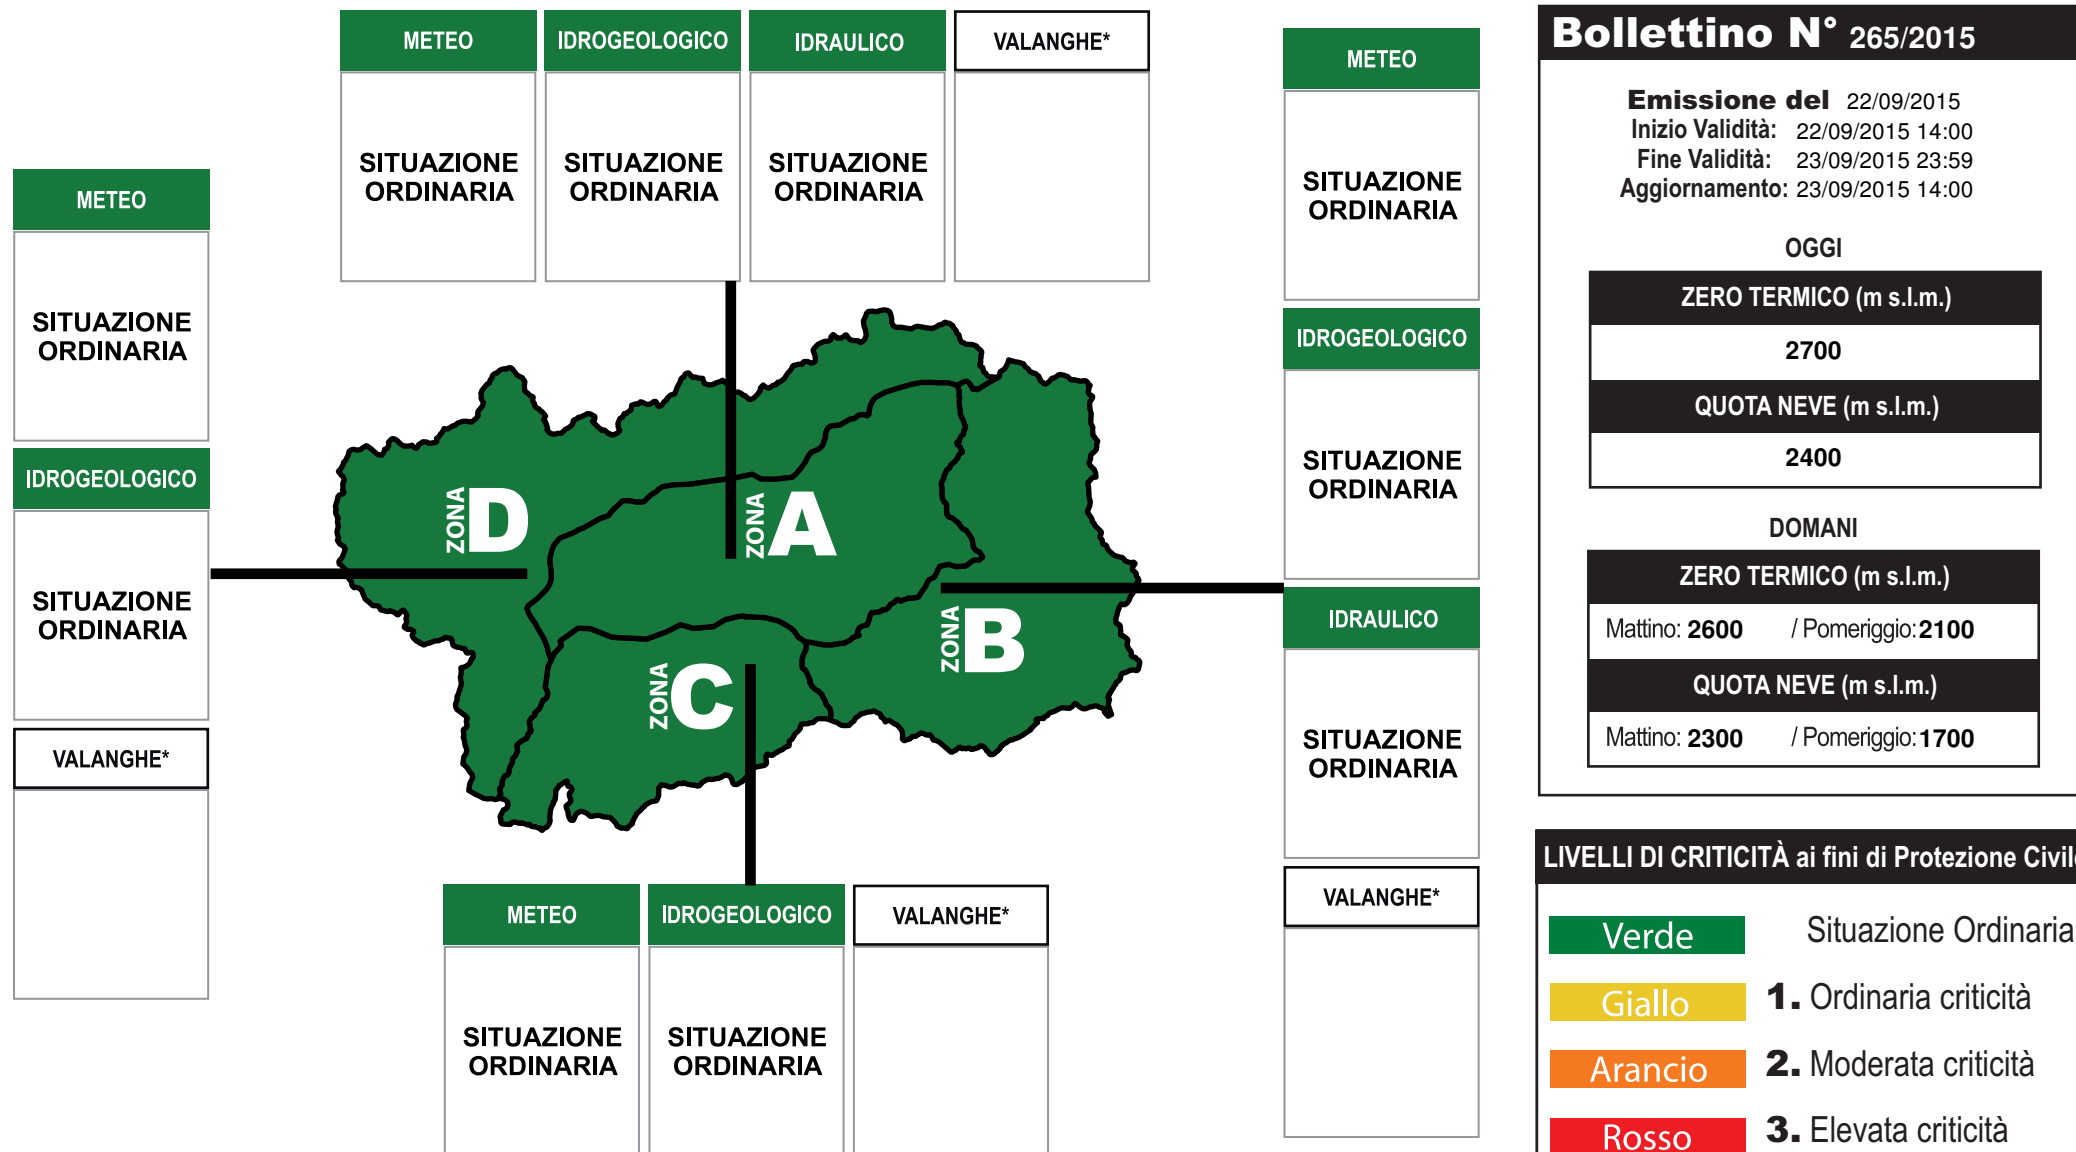 METEO
IDROGEOLOGICO
IDRAULICO
VALANGHE*
SITUAZIONE
ORDINARIA
SITUAZIONE
ORDINARIA
SITUAZIONE
ORDINARIA
METEO
SITUAZIONE
ORDINARIA
IDROGEOLOGICO
SITUAZIONE
ORDINARIA
VALANGHE*
ZONA D
ZONA A
ZONA B
ZONA C
METEO
SITUAZIONE
ORDINARIA
IDROGEOLOGICO
SITUAZIONE
ORDINARIA
IDRAULICO
SITUAZIONE
ORDINARIA
VALANGHE*
METEO
IDROGEOLOGICO
VALANGHE*
SITUAZIONE
ORDINARIA
SITUAZIONE
ORDINARIA
Bollettino N° 265/2015
Emissione del 22/09/2015
Inizio Validità: 22/09/2015 14:00
Fine Validità: 23/09/2015 23:59
Aggiornamento: 23/09/2015 14:00
OGGI
ZERO TERMICO (m s.l.m.)
2700
QUOTA NEVE (m s.l.m.)
2400
DOMANI
ZERO TERMICO (m s.l.m.)
Mattino: 2600 / Pomeriggio: 2100
QUOTA NEVE (m s.l.m.)
Mattino: 2300 / Pomeriggio: 1700
LIVELLI DI CRITICITÀ ai fini di Protezione Civile
Verde Situazione Ordinaria
Giallo 1. Ordinaria criticità
Arancio 2. Moderata criticità
Rosso 3. Elevata criticità